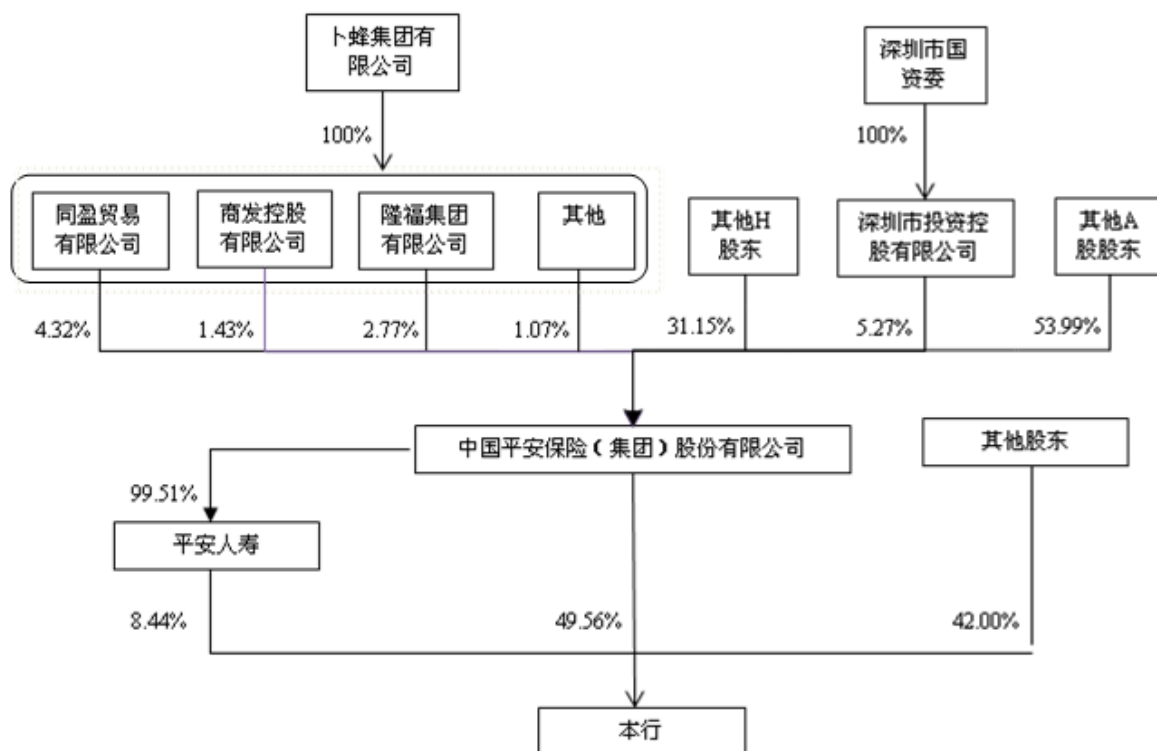 卜蜂集团有
限公司
深圳市国
资委
100%
100%
同盈贸易
有限公司
商发控股
有限公司
隆福集团
有限公司
其他
其他H
股东
深圳市投资控
股有限公司
其他A
股股东
4.32%
1.43%
2.77%
1.07%
31.15%
5.27%
53.99%
中国平安保险（集团）股份有限公司
其他股东
99.51%
平安人寿
8.44%
49.56%
42.00%
本行